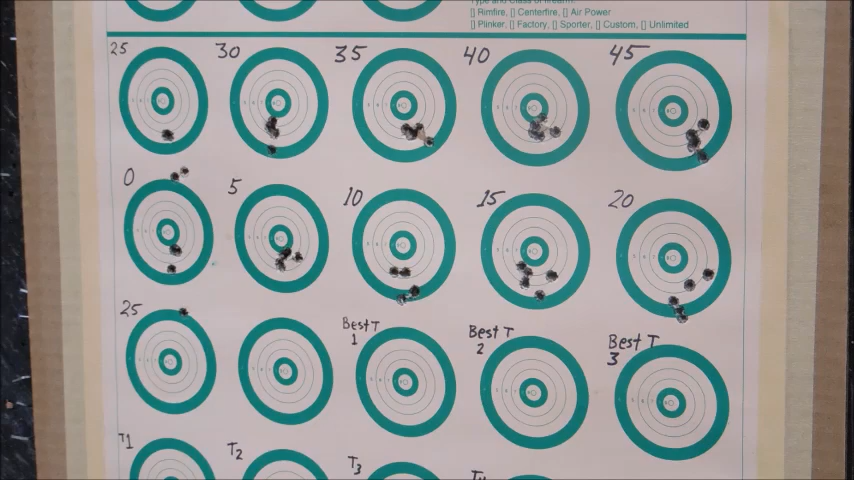 Type and Class of firearm:
[] Rimfire, [] Centerfire, [] Air Power
[] Plinker, [] Factory, [] Sporter, [] Custom, [] Unlimited
25 30 35 40 45
0 5 10 15 20
25 Best T 1 Best T 2 Best T 3
T1 T2 T3